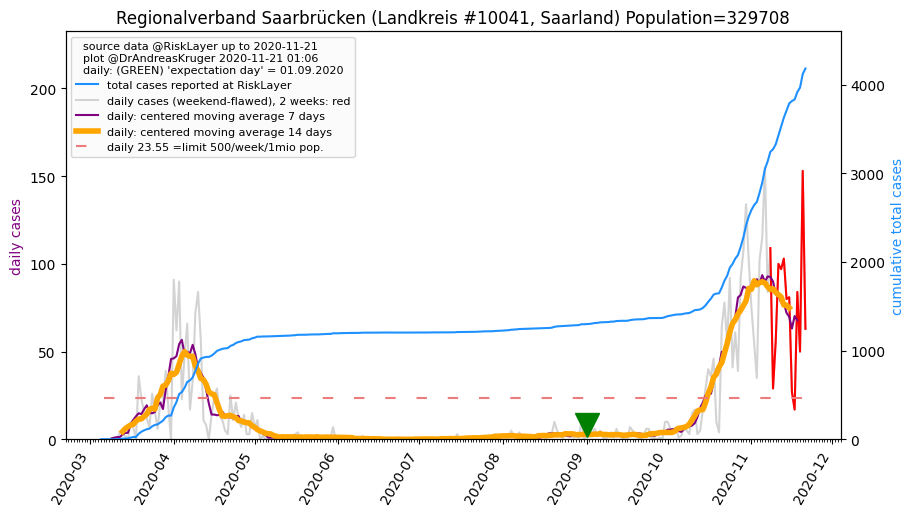 Regionalverband Saarbrücken (Landkreis #10041, Saarland) Population=329708
source data @RiskLayer up to 2020-11-21
plot @DrAndreasKruger 2020-11-21 01:06
daily: (GREEN) 'expectation day' = 01.09.2020
total cases reported at RiskLayer
daily cases (weekend-flawed), 2 weeks: red
daily: centered moving average 7 days
daily: centered moving average 14 days
daily 23.55 =limit 500/week/1mio pop.
daily cases
200
150
100
50
0
cumulative total cases
4000
3000
2000
1000
0
2020-03
2020-04
2020-05
2020-06
2020-07
2020-08
2020-09
2020-10
2020-11
2020-12